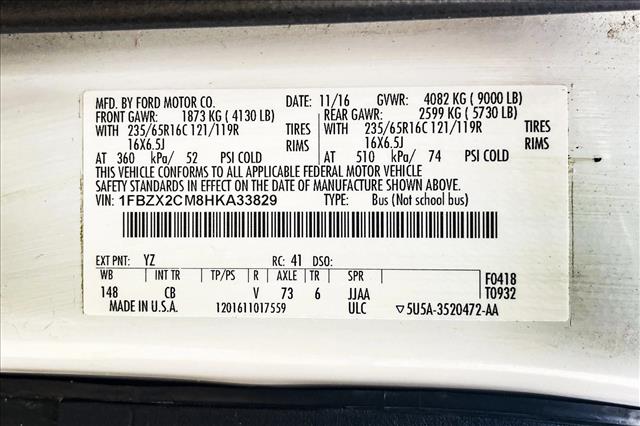 MFD. BY FORD MOTOR CO. DATE: 11/16 GVWR: 4082 KG ( 9000 LB)
FRONT GAWR: 1873 KG ( 4130 LB) REAR GAWR: 2599 KG ( 5730 LB)
WITH 235/65R16C 121/119R TIRES WITH 235/65R16C 121/119R TIRES
16X6.5J RIMS 16X6.5J RIMS
AT 360 kPa/ 52 PSI COLD AT 510 kPa/ 74 PSI COLD
THIS VEHICLE CONFORMS TO ALL APPLICABLE FEDERAL MOTOR VEHICLE
SAFETY STANDARDS IN EFFECT ON THE DATE OF MANUFACTURE SHOWN ABOVE.
VIN: 1FBZX2CM8HKA33829 TYPE: Bus (Not school bus)
EXT PNT: YZ RC: 41 DSO:
WB INT TR TP/PS R AXLE TR SPR F0418
148 CB V 73 6 JJAA T0932
MADE IN U.S.A. 1201611017559 ULC ▽5U5A-3520472-AA